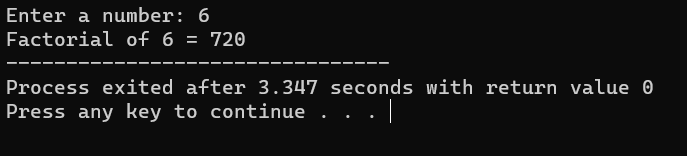 Enter a number: 6
Factorial of 6 = 720
--------------------------------
Process exited after 3.347 seconds with return value 0
Press any key to continue . . .